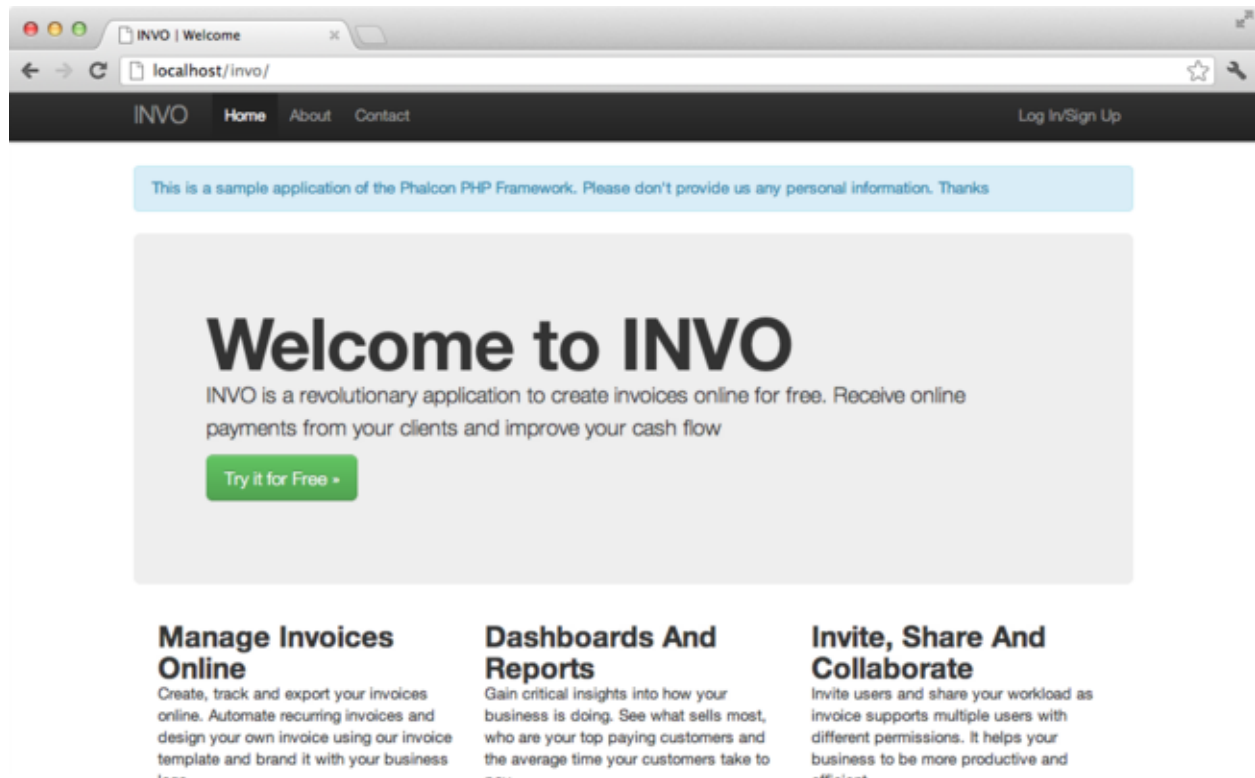 INVO | Welcome
localhost/invo/
INVO Home About Contact Log In/Sign Up
This is a sample application of the Phalcon PHP Framework. Please don't provide us any personal information. Thanks
Welcome to INVO
INVO is a revolutionary application to create invoices online for free. Receive online
payments from your clients and improve your cash flow
Try it for Free »
Manage Invoices
Online
Create, track and export your invoices
online. Automate recurring invoices and
design your own invoice using our invoice
template and brand it with your business
Dashboards And
Reports
Gain critical insights into how your
business is doing. See what sells most,
who are your top paying customers and
the average time your customers take to
Invite, Share And
Collaborate
Invite users and share your workload as
invoice supports multiple users with
different permissions. It helps your
business to be more productive and